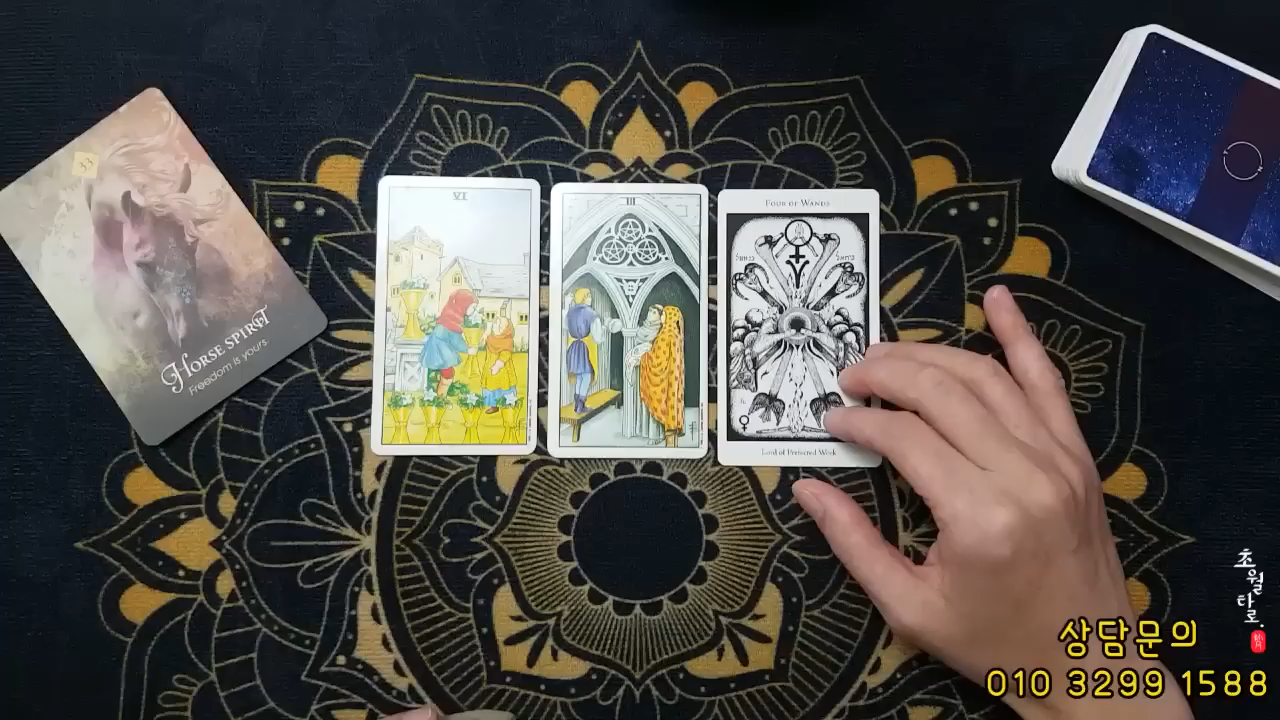 33
HORSE SPIRIT
Freedom is yours.
VI
III
FOUR OF WANDS
Lord of Perfected Work
초월타로.
상담문의
010 3299 1588